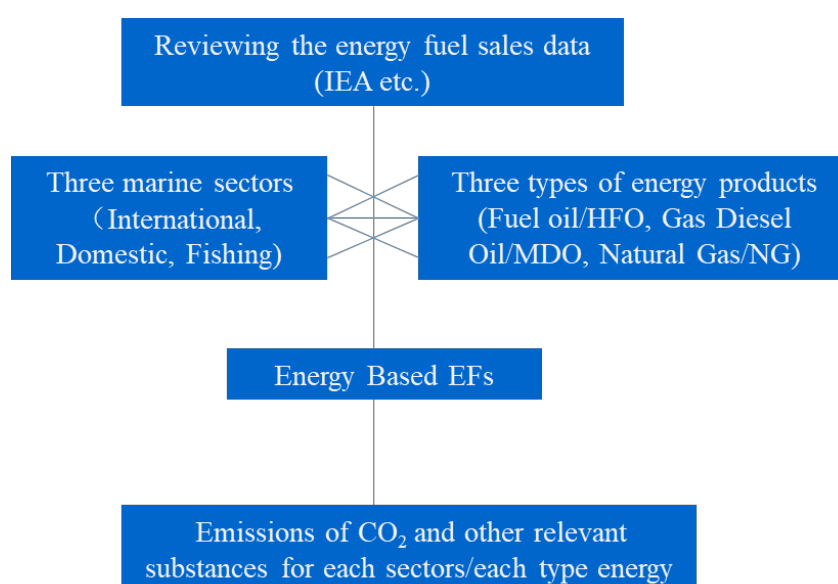 Reviewing the energy fuel sales data
(IEA etc.)
Three marine sectors
（International,
Domestic, Fishing)
Three types of energy products
(Fuel oil/HFO, Gas Diesel
Oil/MDO, Natural Gas/NG)
Energy Based EFs
Emissions of CO₂ and other relevant
substances for each sectors/each type energy